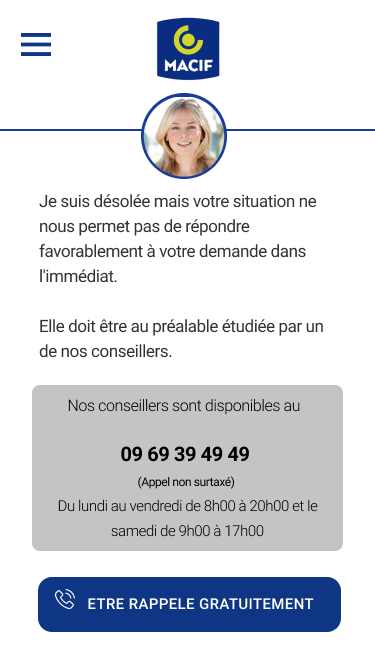 MACIF
Je suis désolée mais votre situation ne
nous permet pas de répondre
favorablement à votre demande dans
l'immédiat.
Elle doit être au préalable étudiée par un
de nos conseillers.
Nos conseillers sont disponibles au
09 69 39 49 49
(Appel non surtaxé)
Du lundi au vendredi de 8h00 à 20h00 et le
samedi de 9h00 à 17h00
ETRE RAPPELE GRATUITEMENT